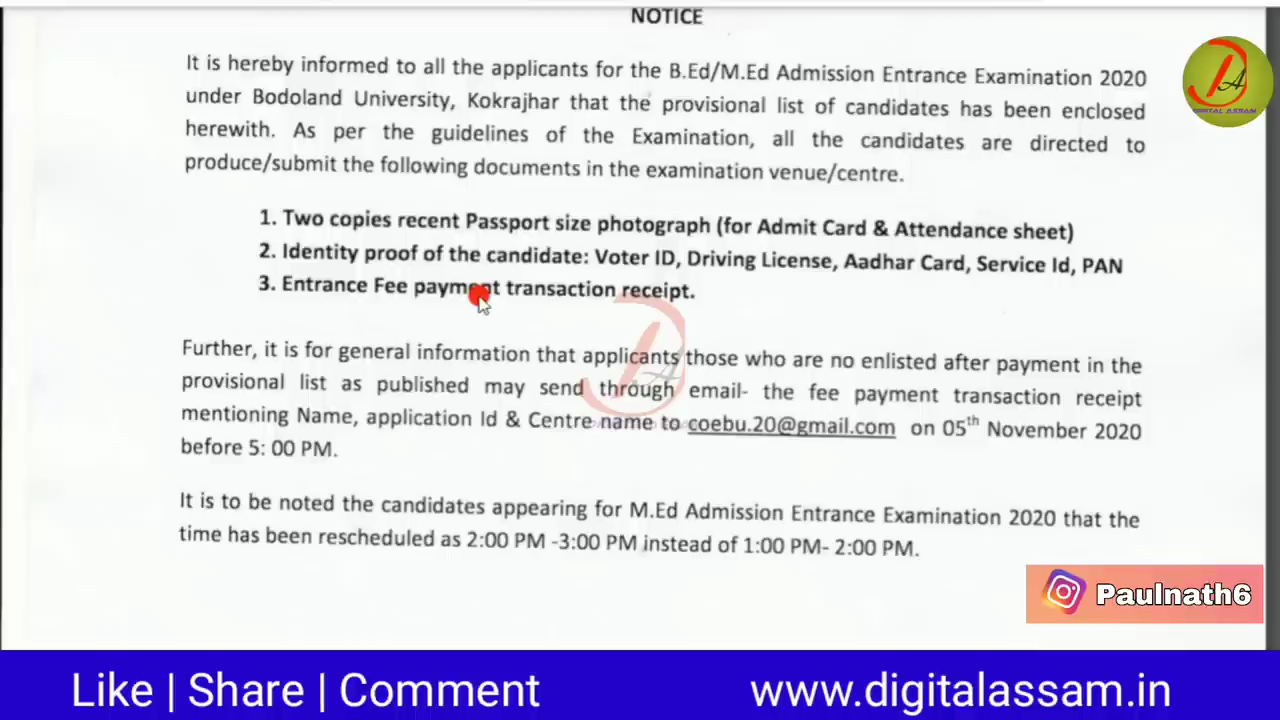 NOTICE
It is hereby informed to all the applicants for the B.Ed/M.Ed Admission Entrance Examination 2020
under Bodoland University, Kokrajhar that the provisional list of candidates has been enclosed
herewith. As per the guidelines of the Examination, all the candidates are directed to
produce/submit the following documents in the examination venue/centre.
1. Two copies recent Passport size photograph (for Admit Card & Attendance sheet)
2. Identity proof of the candidate: Voter ID, Driving License, Aadhar Card, Service Id, PAN
3. Entrance Fee payment transaction receipt.
Further, it is for general information that applicants those who are no enlisted after payment in the
provisional list as published may send through email- the fee payment transaction receipt
mentioning Name, application Id & Centre name to coebu.20@gmail.com on 05th November 2020
before 5: 00 PM.
It is to be noted the candidates appearing for M.Ed Admission Entrance Examination 2020 that the
time has been rescheduled as 2:00 PM -3:00 PM instead of 1:00 PM- 2:00 PM.
DA
DIGITAL ASSAM
Paulnath6
Like | Share | Comment
www.digitalassam.in